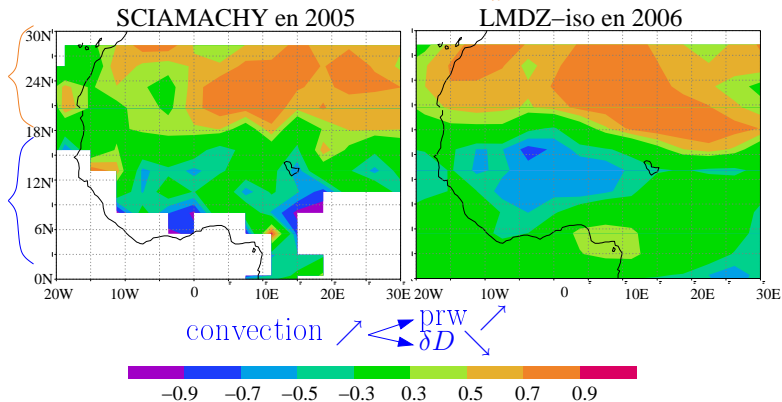 SCIAMACHY en 2005
LMDZ−iso en 2006
30N
24N
18N
12N
6N
0N
20W 10W 0 10E 20E 30E
20W 10W 0 10E 20E 30E
convection ↗ prw ↗
δD ↘
−0.9 −0.7 −0.5 −0.3 0.3 0.5 0.7 0.9